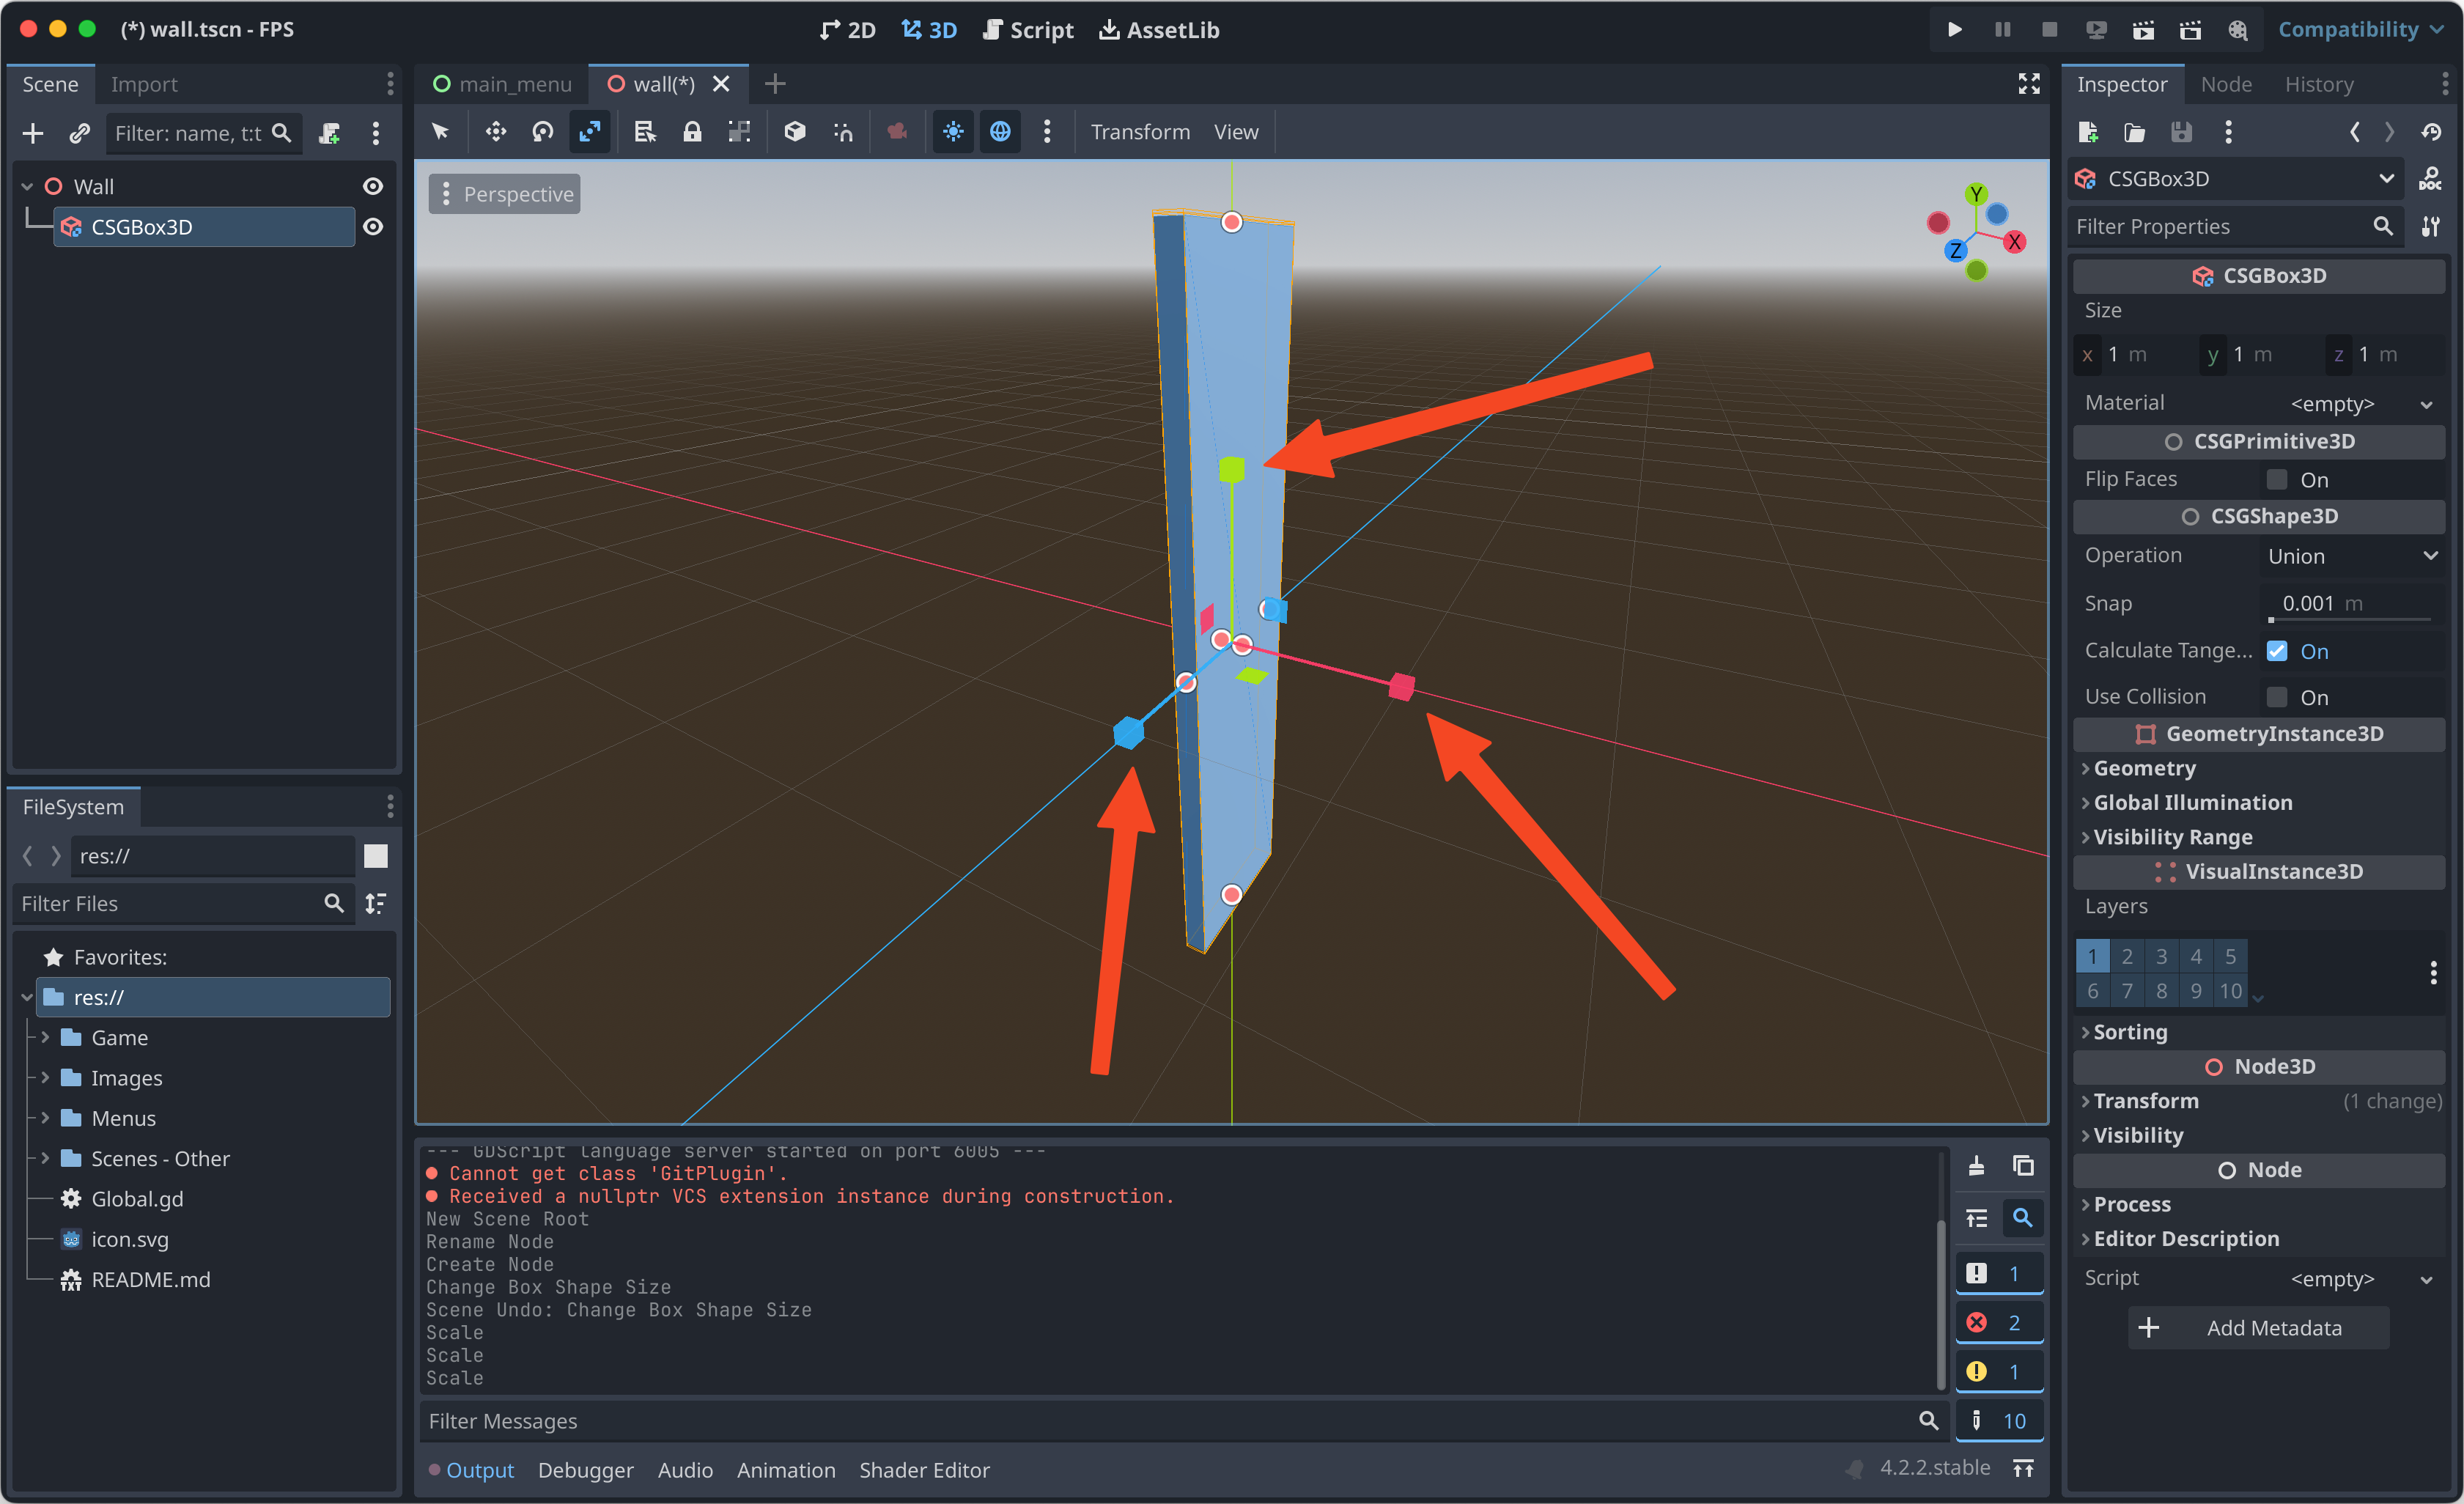 (*) wall.tscn - FPS
2D 3D Script AssetLib
Compatibility
Scene Import
Filter: name, t:t
Wall
CSGBox3D
FileSystem
res://
Filter Files
Favorites:
res://
Game
Images
Menus
Scenes - Other
Global.gd
icon.svg
README.md
main_menu wall(*)
Transform View
Perspective
Y
X
Z
--- GDScript language server started on port 6005 ---
Cannot get class 'GitPlugin'.
Received a nullptr VCS extension instance during construction.
New Scene Root
Rename Node
Create Node
Change Box Shape Size
Scene Undo: Change Box Shape Size
Scale
Scale
Scale
1
2
1
10
Filter Messages
Output Debugger Audio Animation Shader Editor
4.2.2.stable
Inspector Node History
CSGBox3D
DOC
Filter Properties
CSGBox3D
Size
x 1 m y 1 m z 1 m
Material <empty>
CSGPrimitive3D
Flip Faces On
CSGShape3D
Operation Union
Snap 0.001 m
Calculate Tange... On
Use Collision On
GeometryInstance3D
Geometry
Global Illumination
Visibility Range
VisualInstance3D
Layers
1 2 3 4 5
6 7 8 9 10
Sorting
Node3D
Transform (1 change)
Visibility
Node
Process
Editor Description
Script <empty>
Add Metadata